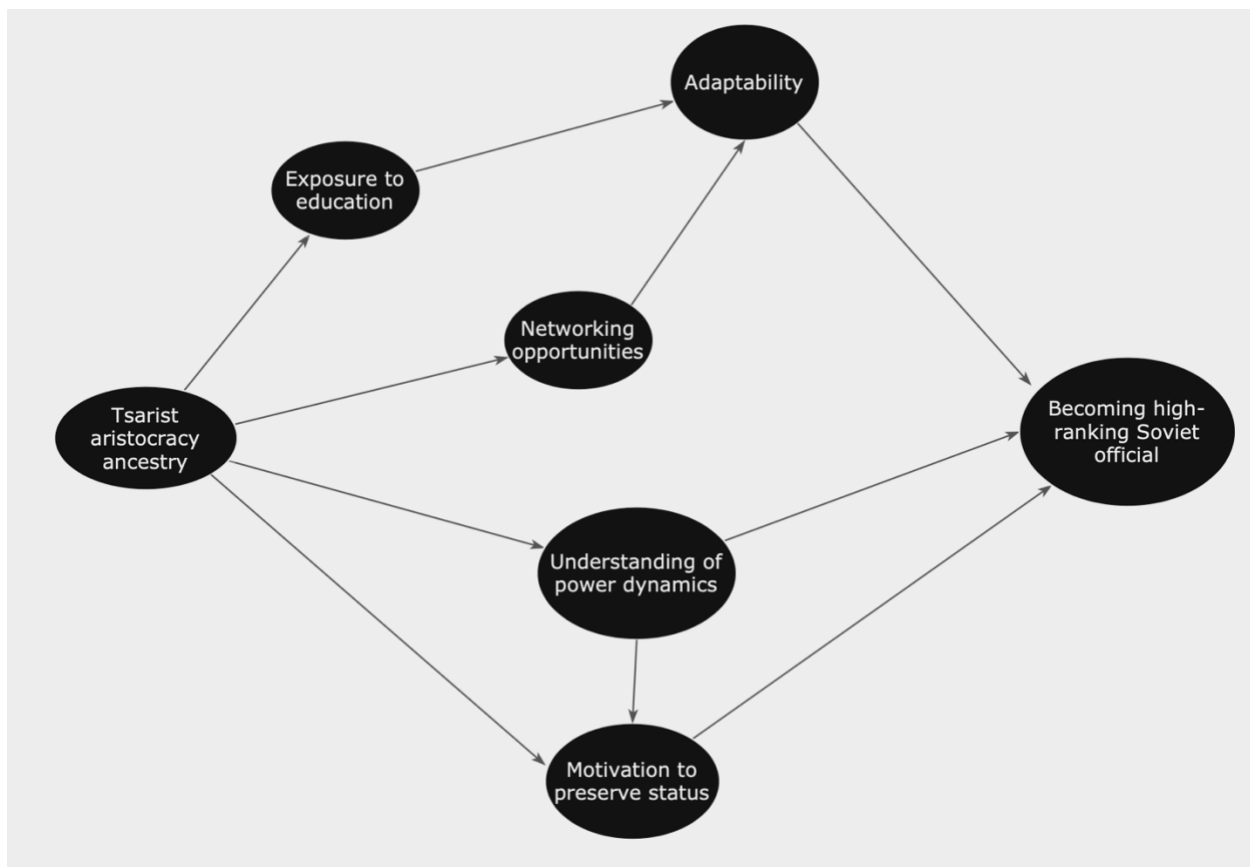 Adaptability
Exposure to
education
Networking
opportunities
Tsarist
aristocracy
ancestry
Becoming high-
ranking Soviet
official
Understanding of
power dynamics
Motivation to
preserve status